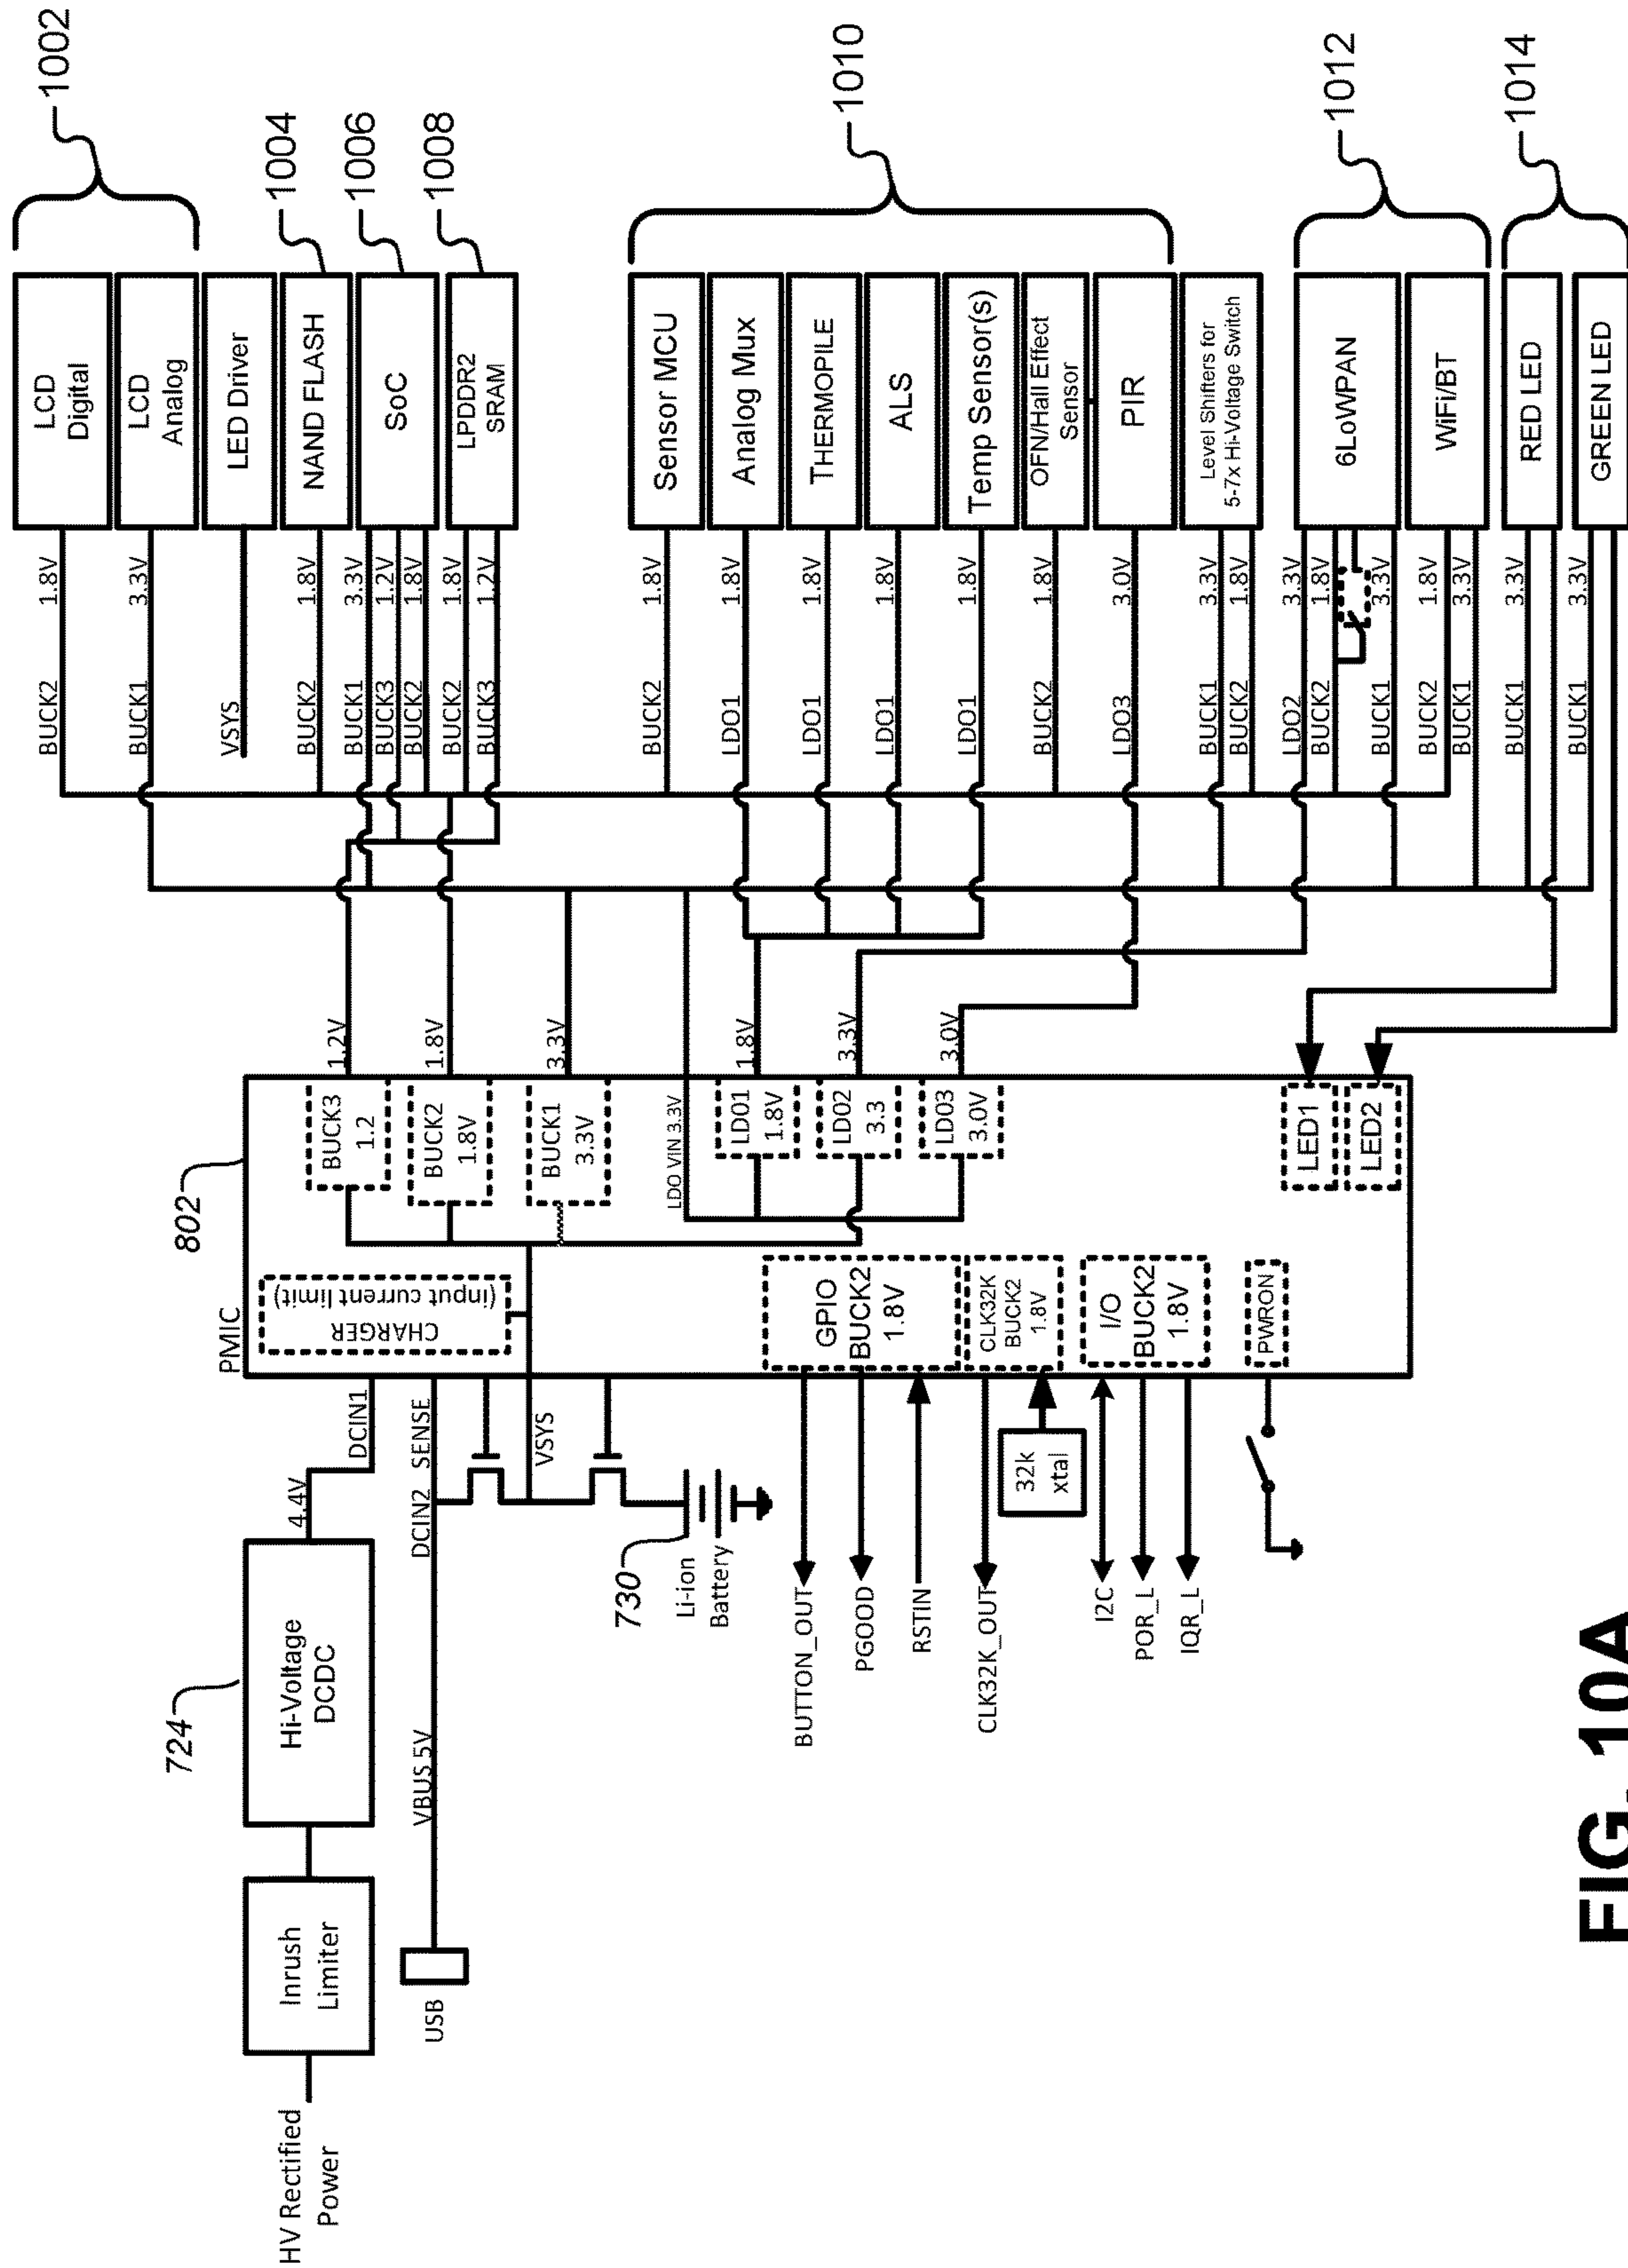 HV Rectified
Power
Inrush
Limiter
724
Hi-Voltage
DCDC
4.4V
DCIN1
USB
VBUS 5V
DCIN2
SENSE
VSYS
730
Li-ion
Battery
BUTTON_OUT
PGOOD
RSTIN
CLK32K_OUT
32k
xtal
I2C
POR_L
IQR_L
PMIC
802
CHARGER
(input current limit)
GPIO
BUCK2
1.8V
CLK32K
BUCK2
1.8V
I/O
BUCK2
1.8V
PWRON
BUCK3
1.2
BUCK2
1.8V
BUCK1
3.3V
LDO VIN 3.3V
LDO1
1.8V
LDO2
3.3
LDO3
3.0V
LED1
LED2
1.2V
1.8V
3.3V
1.8V
3.3V
3.0V
BUCK2
1.8V
LCD
Digital
BUCK1
3.3V
LCD
Analog
1002
VSYS
LED Driver
BUCK2
1.8V
NAND FLASH
1004
BUCK1
3.3V
BUCK3
1.2V
BUCK2
1.8V
SoC
1006
BUCK2
1.8V
BUCK3
1.2V
LPDDR2
SRAM
1008
BUCK2
1.8V
Sensor MCU
LDO1
1.8V
Analog Mux
LDO1
1.8V
THERMOPILE
LDO1
1.8V
ALS
LDO1
1.8V
Temp Sensor(s)
BUCK2
1.8V
OFN/Hall Effect
Sensor
LDO3
3.0V
PIR
1010
BUCK1
3.3V
BUCK2
1.8V
Level Shifters for
5-7x Hi-Voltage Switch
LDO2
3.3V
BUCK2
1.8V
BUCK1
3.3V
6LoWPAN
BUCK2
1.8V
BUCK1
3.3V
WiFi/BT
1012
BUCK1
3.3V
RED LED
BUCK1
3.3V
GREEN LED
1014
FIG. 10A